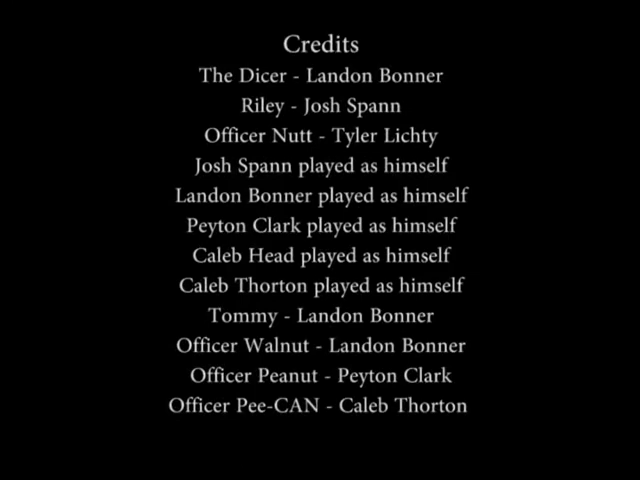 Credits
The Dicer - Landon Bonner
Riley - Josh Spann
Officer Nutt - Tyler Lichty
Josh Spann played as himself
Landon Bonner played as himself
Peyton Clark played as himself
Caleb Head played as himself
Caleb Thorton played as himself
Tommy - Landon Bonner
Officer Walnut - Landon Bonner
Officer Peanut - Peyton Clark
Officer Pee-CAN - Caleb Thorton